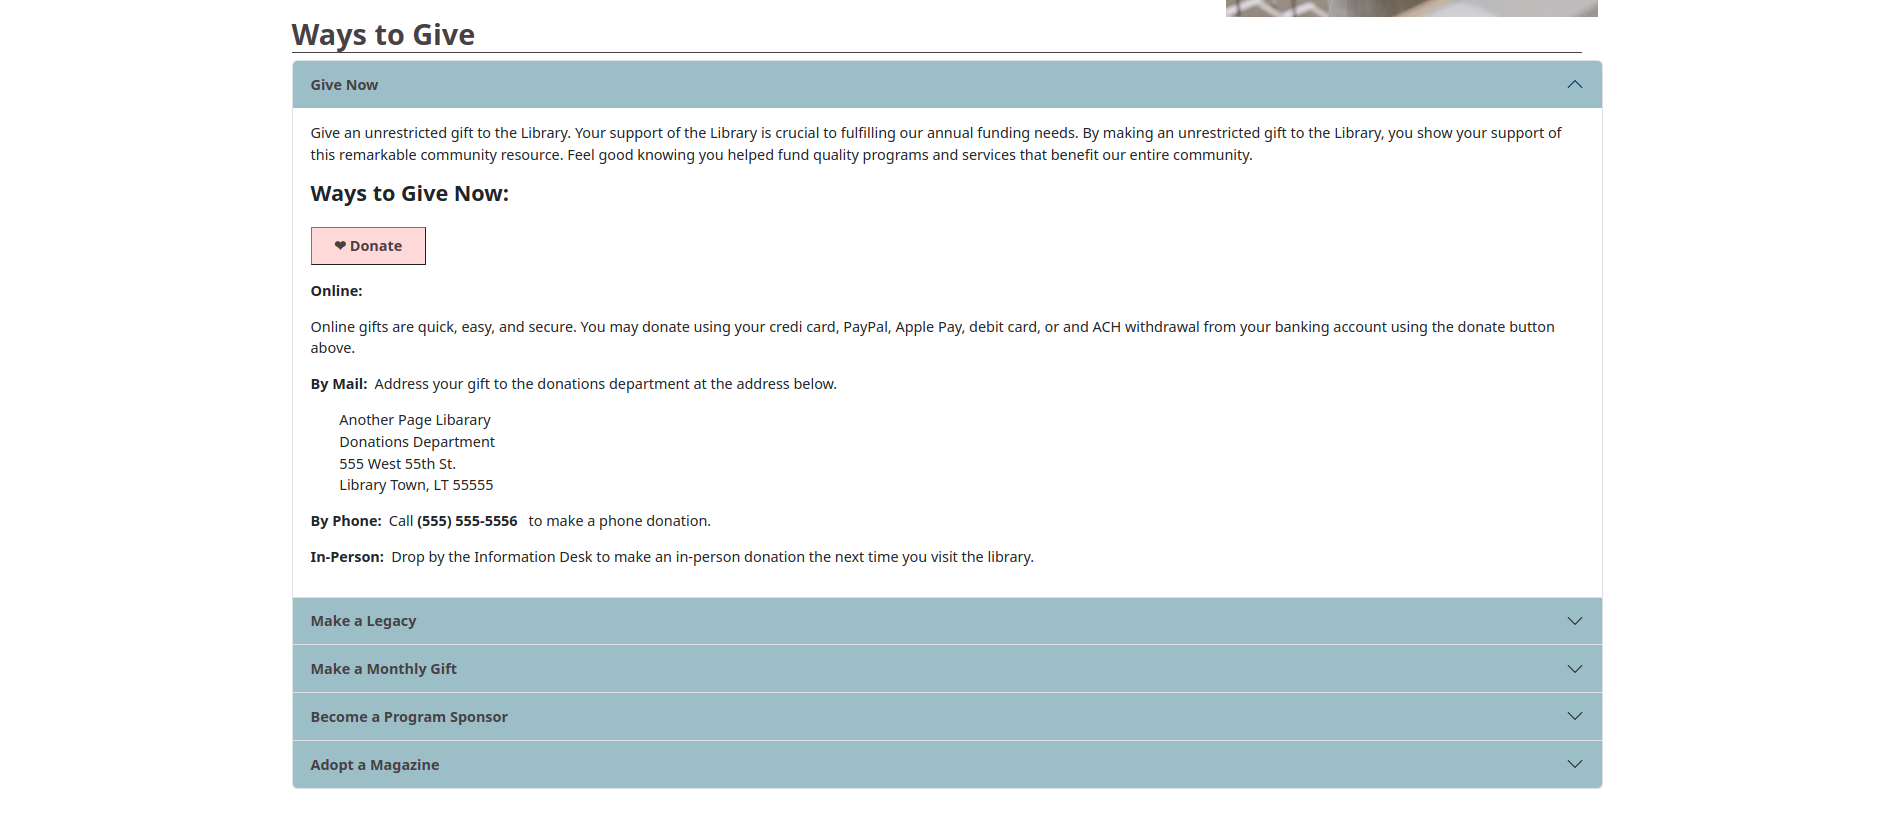 Ways to Give
Give Now
Give an unrestricted gift to the Library. Your support of the Library is crucial to fulfilling our annual funding needs. By making an unrestricted gift to the Library, you show your support of
this remarkable community resource. Feel good knowing you helped fund quality programs and services that benefit our entire community.
Ways to Give Now:
❤ Donate
Online:
Online gifts are quick, easy, and secure. You may donate using your credi card, PayPal, Apple Pay, debit card, or and ACH withdrawal from your banking account using the donate button
above.
By Mail: Address your gift to the donations department at the address below.
Another Page Libarary
Donations Department
555 West 55th St.
Library Town, LT 55555
By Phone: Call (555) 555-5556 to make a phone donation.
In-Person: Drop by the Information Desk to make an in-person donation the next time you visit the library.
Make a Legacy
Make a Monthly Gift
Become a Program Sponsor
Adopt a Magazine